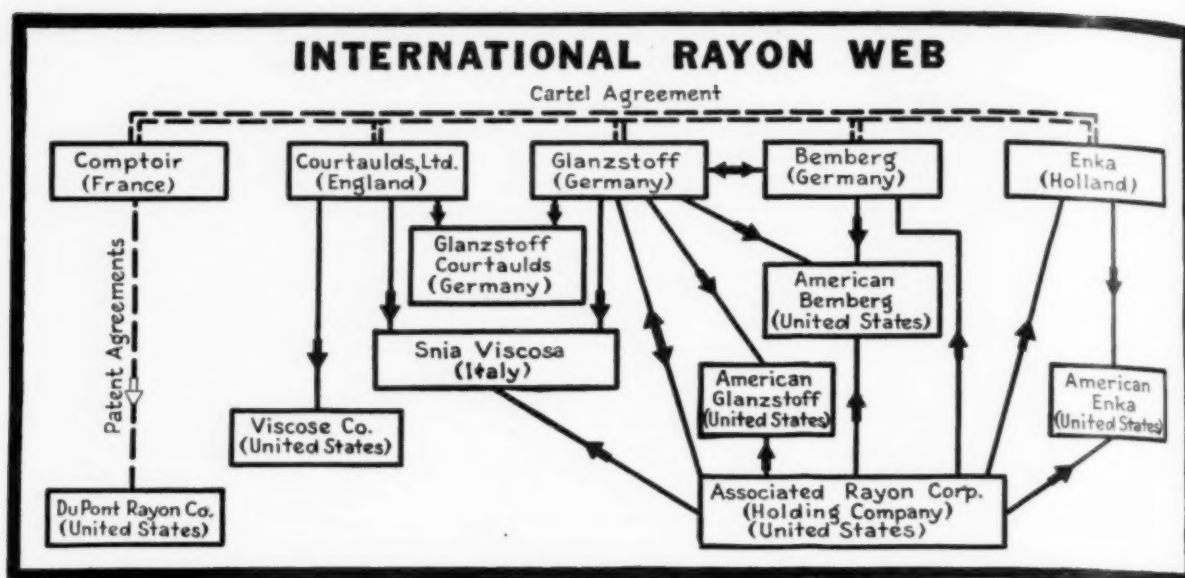 INTERNATIONAL RAYON WEB
Cartel Agreement
Comptoir
(France)
Courtaulds, Ltd.
(England)
Glanzstoff
(Germany)
Bemberg
(Germany)
Enka
(Holland)
Patent Agreements
Glanzstoff
Courtaulds
(Germany)
American
Bemberg
(United States)
Snia Viscosa
(Italy)
American
Glanzstoff
(United States)
American
Enka
(United States)
Viscose Co.
(United States)
DuPont Rayon Co.
(United States)
Associated Rayon Corp.
(Holding Company)
(United States)